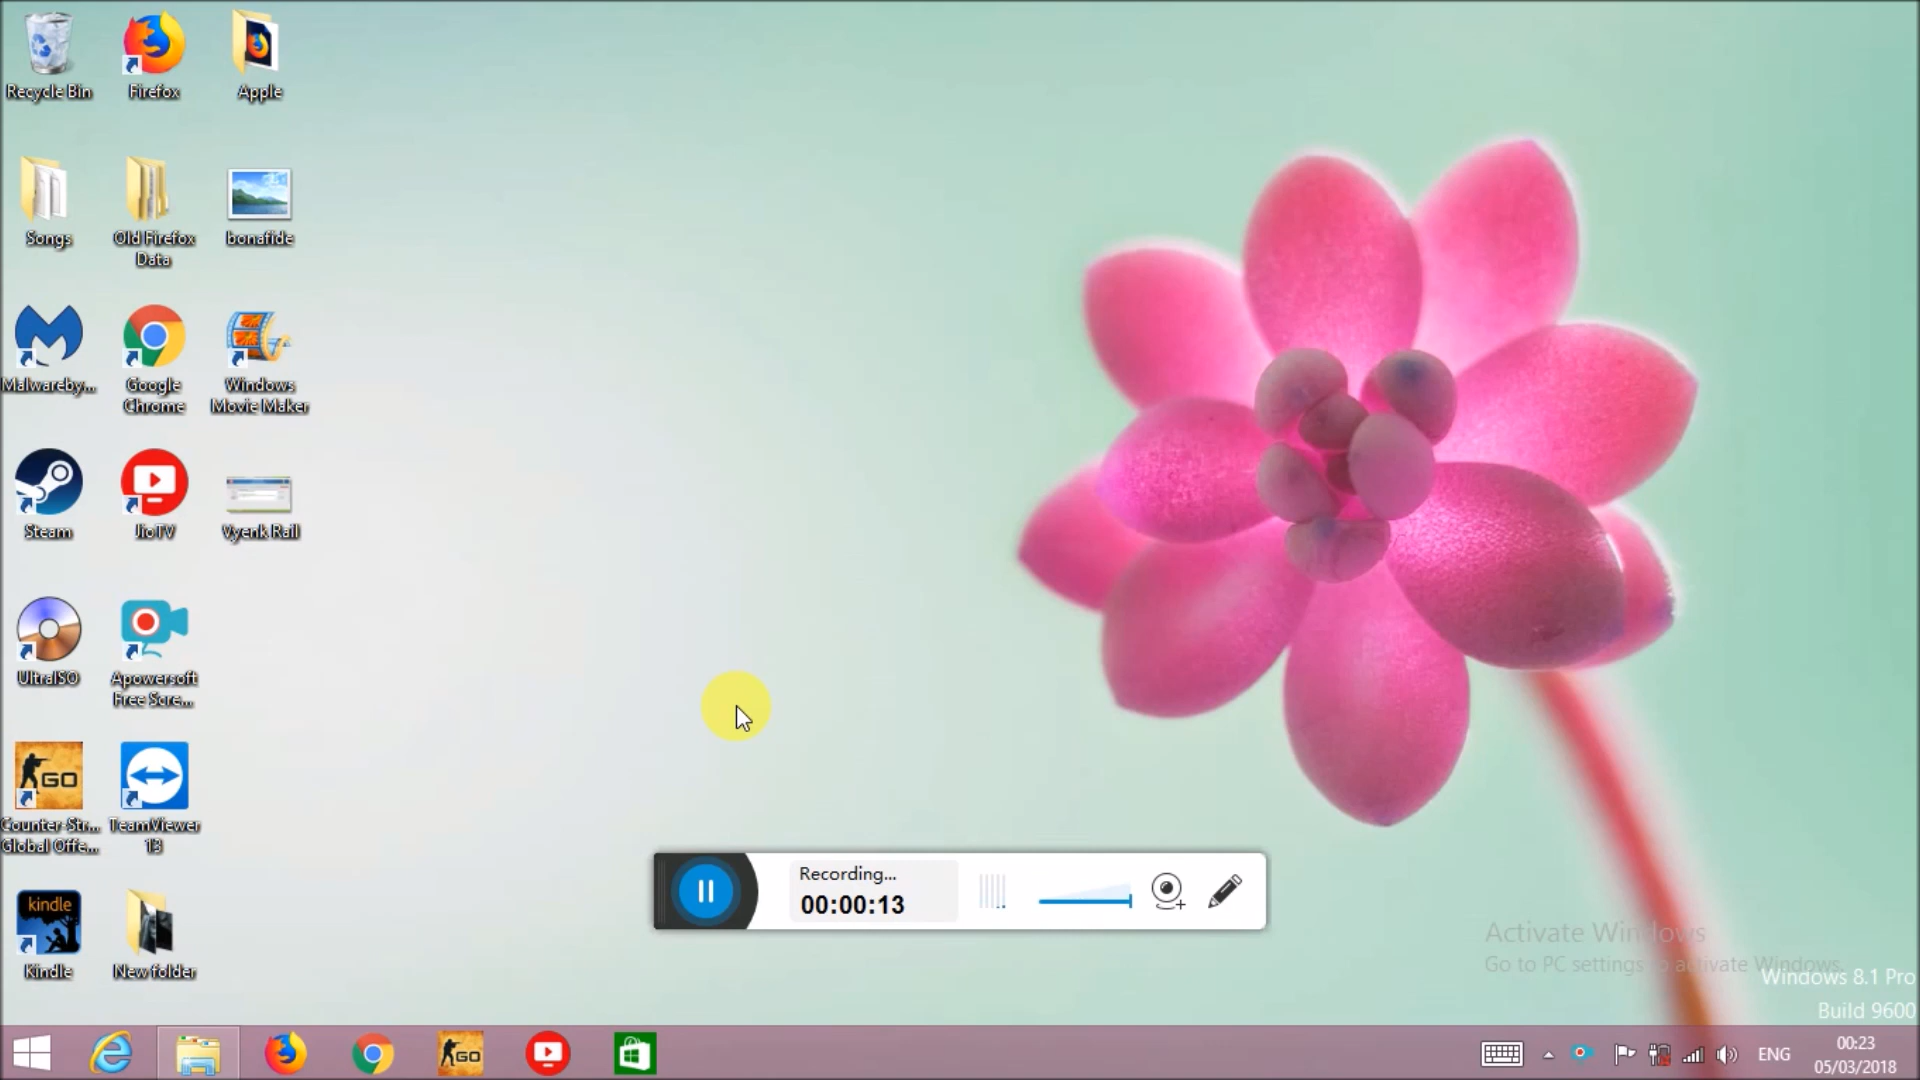 Recycle Bin
Firefox
Apple
Songs
Old Firefox
Data
bonafide
Malwareby...
Google
Chrome
Windows
Movie Maker
Steam
JioTV
Vyenk Rail
UltraISO
Apowersoft
Free Scre...
GO
Counter-Str...
Global Offe...
TeamViewer
13
kindle
Kindle
New folder
Recording...
00:00:13
Activate Windows
Go to PC settings to activate Windows.
Windows 8.1 Pro
Build 9600
GO
ENG
00:23
05/03/2018